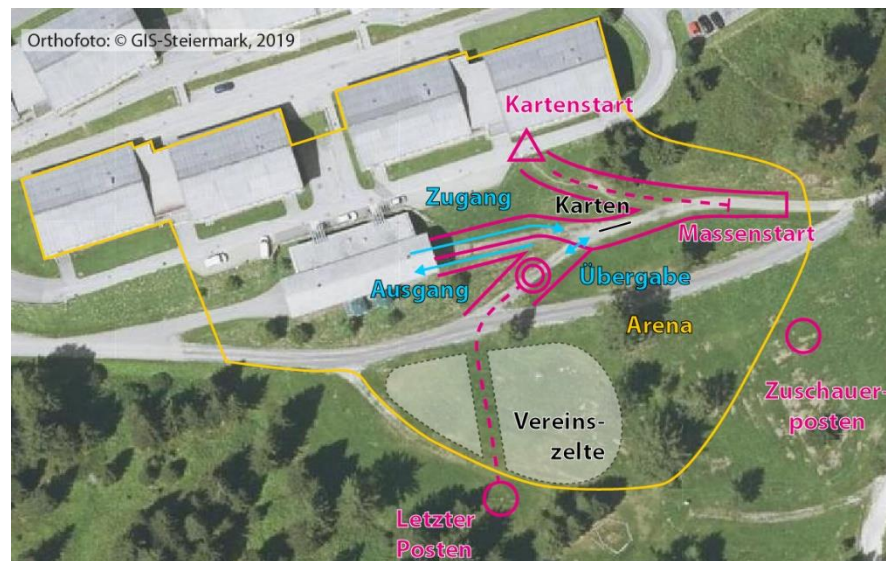 Orthofoto: © GIS-Steiermark, 2019
Kartenstart
Zugang
Karten
Massenstart
Ausgang
Übergabe
Arena
Zuschauer-
posten
Vereins-
zelte
Letzter
Posten